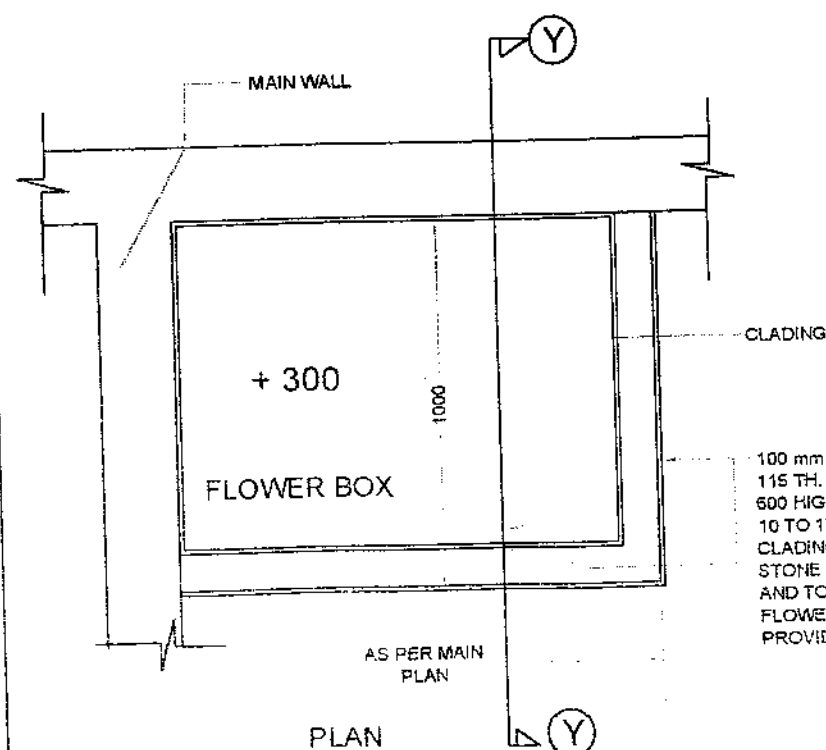 Y
MAIN WALL
CLADING
+ 300
1000
FLOWER BOX
100 mm
115 TH.
600 HIG
10 TO 1
CLADING
STONE
AND TO
FLOWE
PROVID
AS PER MAIN
PLAN
PLAN
Y